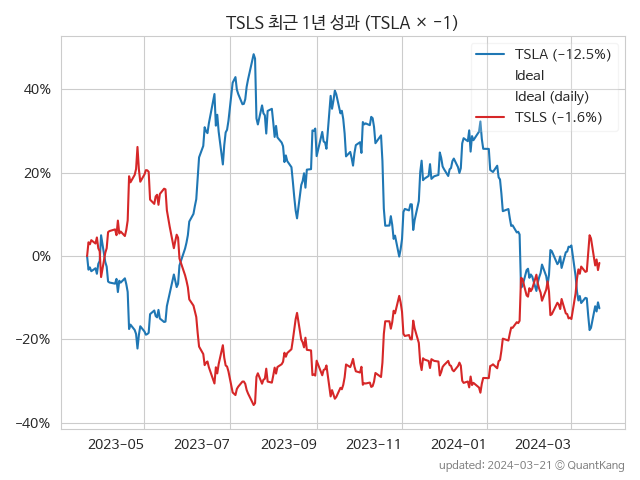 TSLS 최근 1년 성과 (TSLA × −1)
TSLA (−12.5%)
Ideal
Ideal (daily)
TSLS (−1.6%)
40%
20%
0%
−20%
−40%
2023−05
2023−07
2023−09
2023−11
2024−01
2024−03
updated: 2024-03-21 © QuantKang